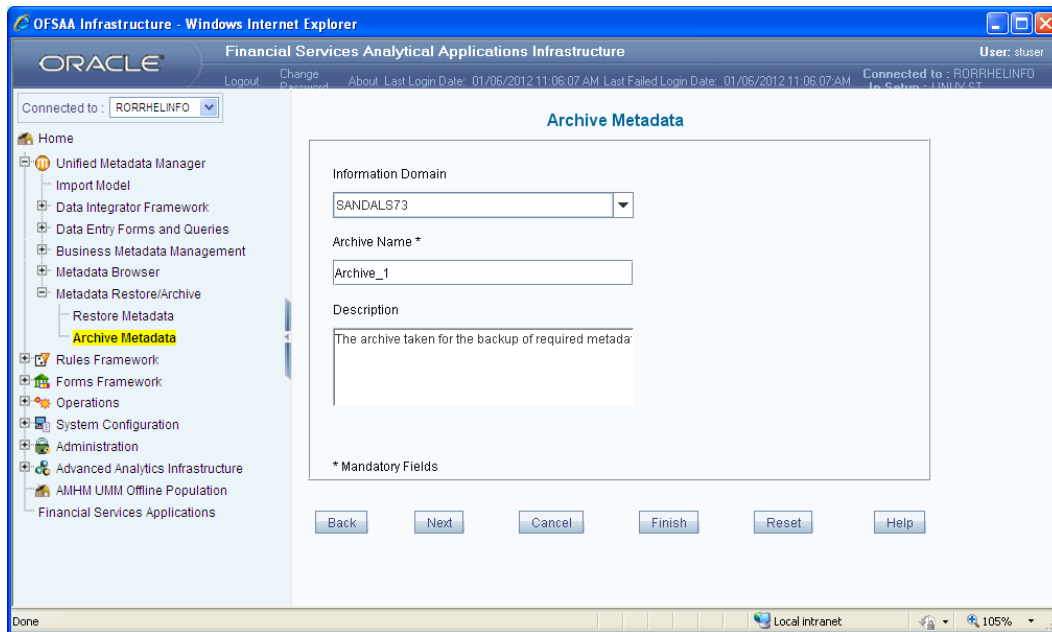 OFSAA Infrastructure - Windows Internet Explorer
ORACLE
Financial Services Analytical Applications Infrastructure
User: stuser
Logout Change Password About Last Login Date: 01/06/2012 11:06:07 AM Last Failed Login Date: 01/06/2012 11:06:07:AM Connected to : RORRHELINFO
In Setup : LINUX ST
Connected to : RORRHELINFO
Home
Unified Metadata Manager
Import Model
Data Integrator Framework
Data Entry Forms and Queries
Business Metadata Management
Metadata Browser
Metadata Restore/Archive
Restore Metadata
Archive Metadata
Rules Framework
Forms Framework
Operations
System Configuration
Administration
Advanced Analytics Infrastructure
AMHM UMM Offline Population
Financial Services Applications
Archive Metadata
Information Domain
SANDALS73
Archive Name *
Archive_1
Description
The archive taken for the backup of required metada
* Mandatory Fields
Back Next Cancel Finish Reset Help
Done Local intranet 105%